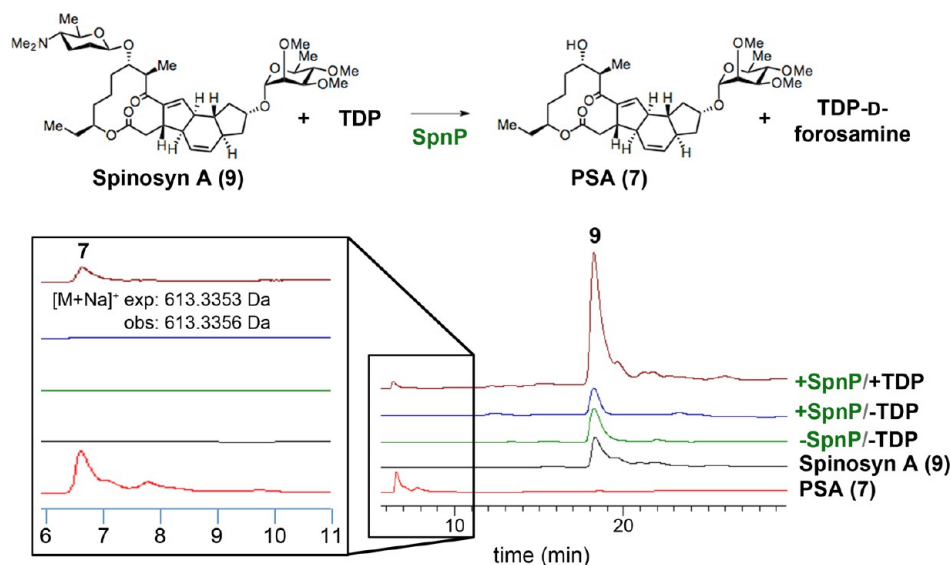 Me
Me₂N
O
O
Me
OMe
Me
O
OMe
OMe
O
O
O
O
H
H
H
H
H
Me
Spinosyn A (9)
+ TDP
SpnP
HO
Me
OMe
Me
O
OMe
OMe
O
O
O
O
H
H
H
H
H
Me
PSA (7)
+ TDP-D-
forosamine
7
[M+Na]⁺ exp: 613.3353 Da
obs: 613.3356 Da
6 7 8 9 10 11
9
+SpnP/+TDP
+SpnP/-TDP
-SpnP/-TDP
Spinosyn A (9)
PSA (7)
10 20
time (min)